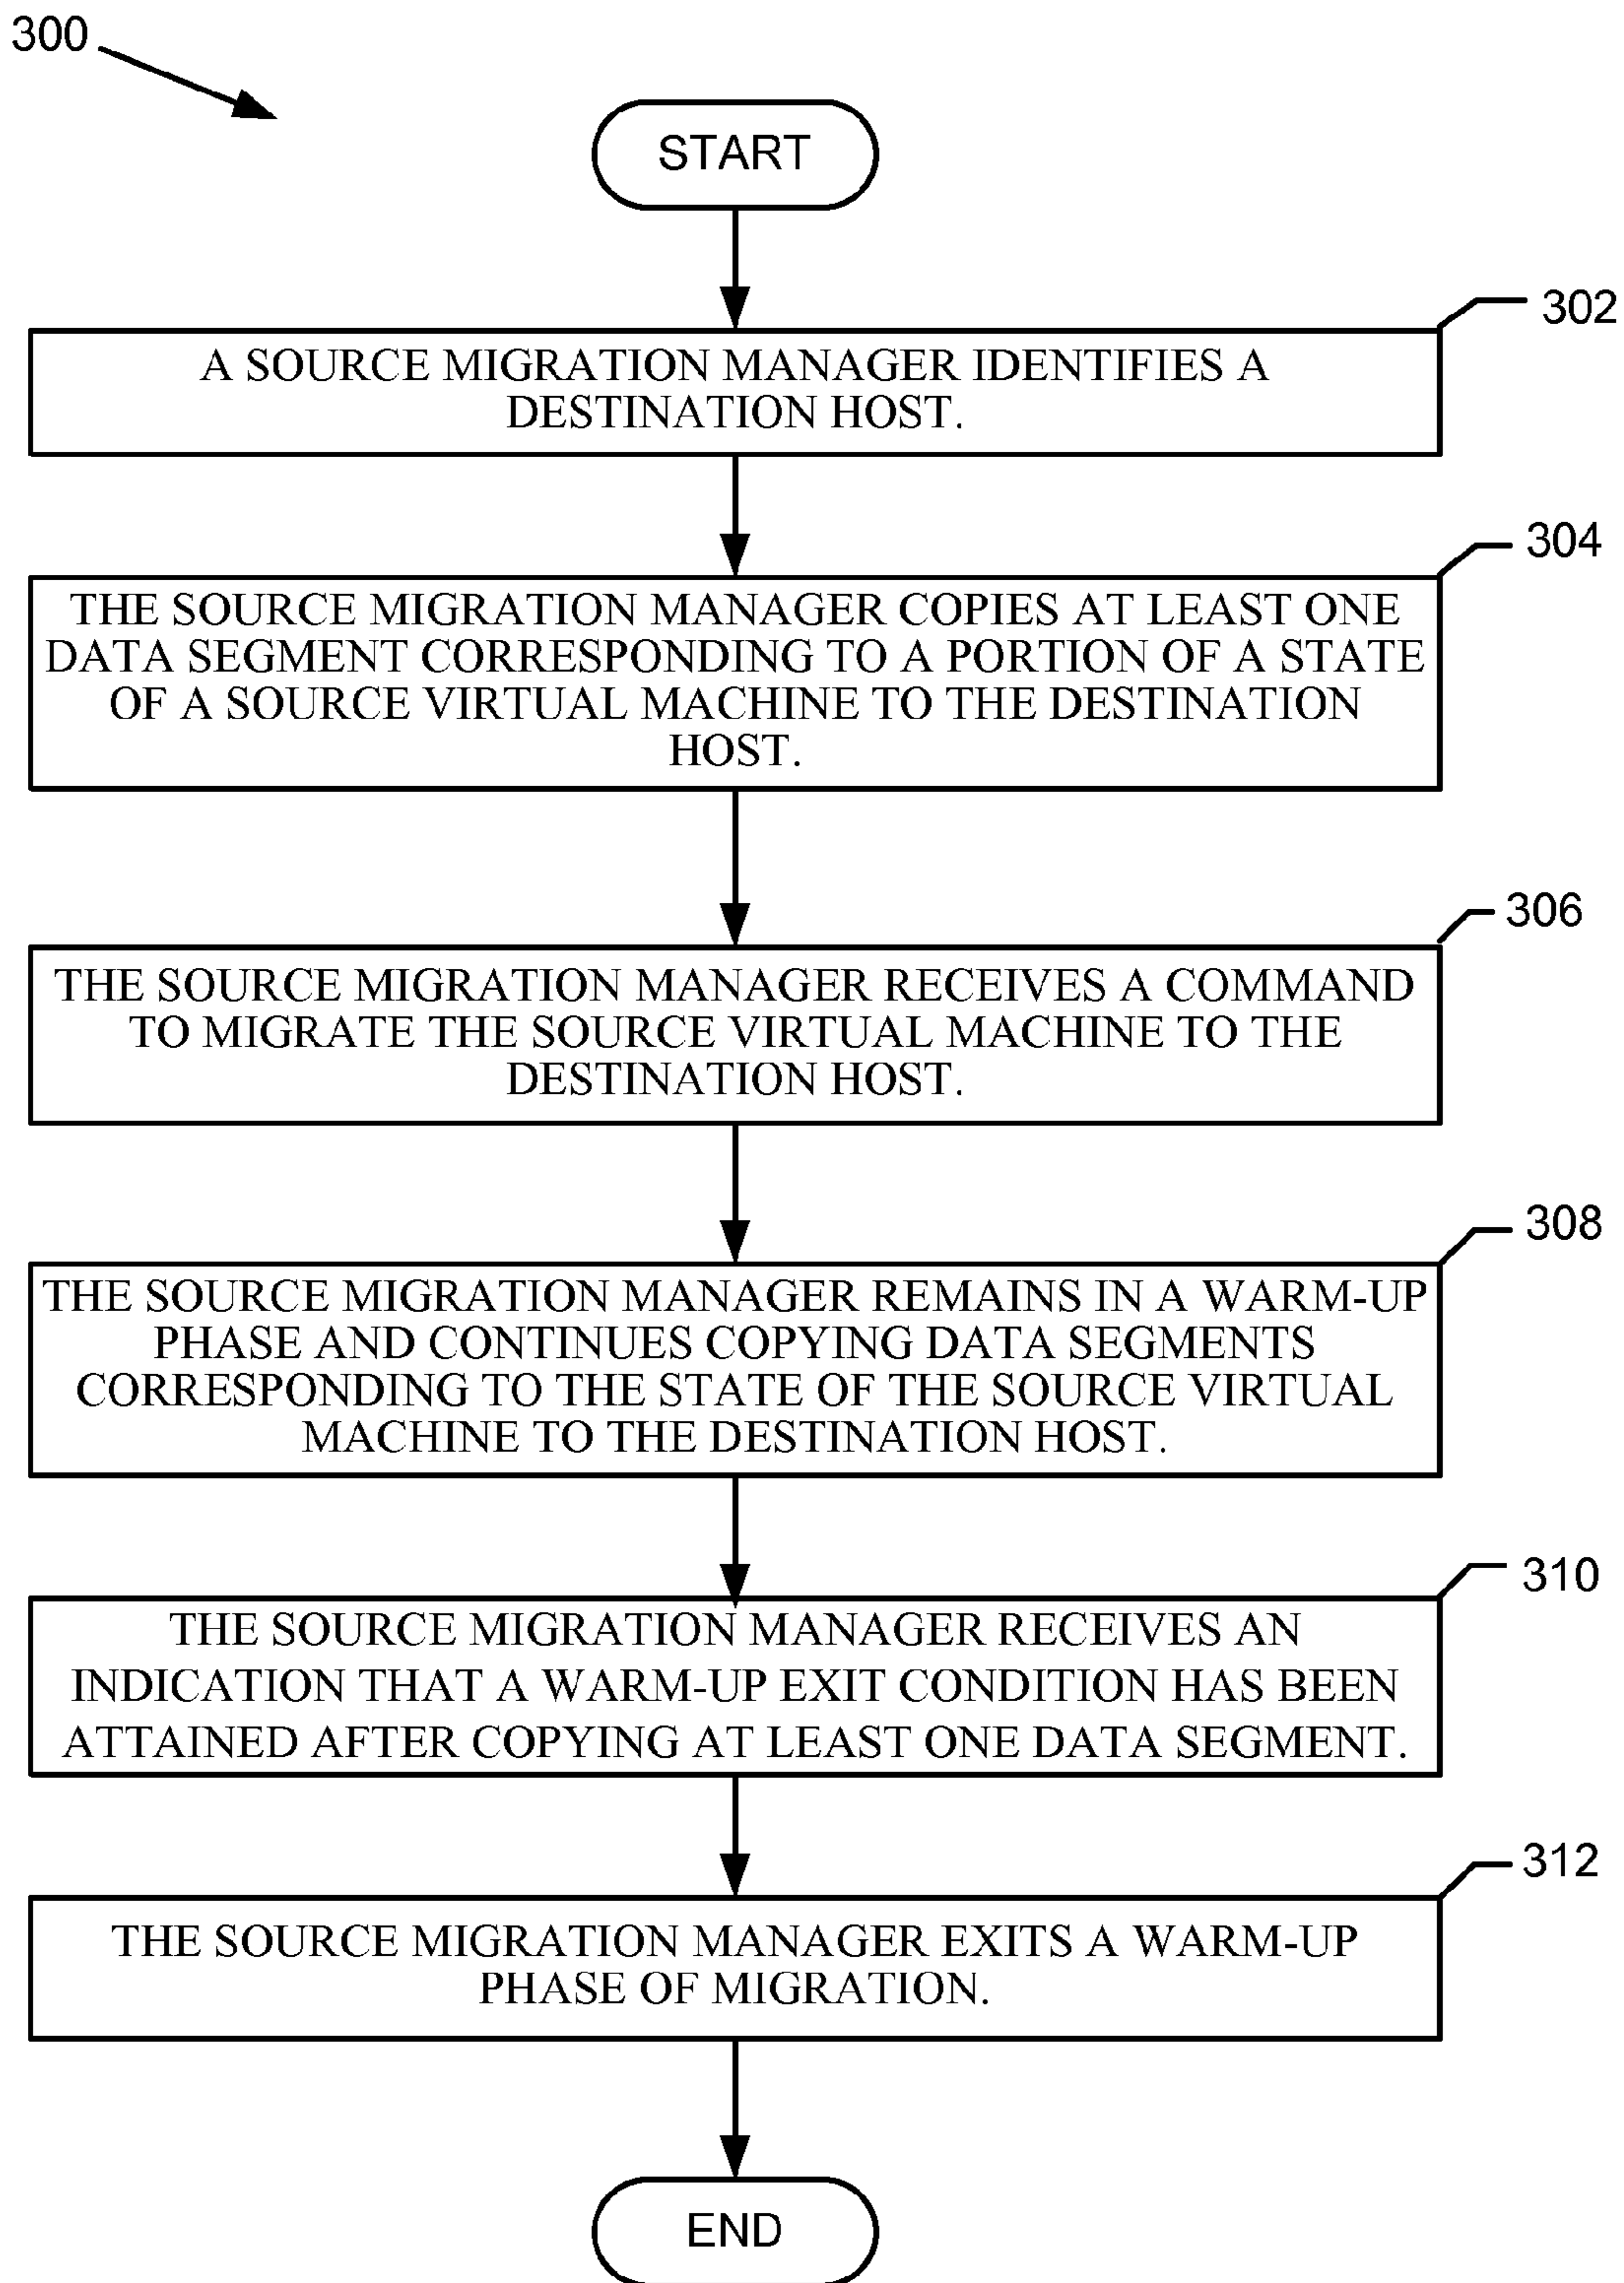 300
START
302
A SOURCE MIGRATION MANAGER IDENTIFIES A
DESTINATION HOST.
304
THE SOURCE MIGRATION MANAGER COPIES AT LEAST ONE
DATA SEGMENT CORRESPONDING TO A PORTION OF A STATE
OF A SOURCE VIRTUAL MACHINE TO THE DESTINATION
HOST.
306
THE SOURCE MIGRATION MANAGER RECEIVES A COMMAND
TO MIGRATE THE SOURCE VIRTUAL MACHINE TO THE
DESTINATION HOST.
308
THE SOURCE MIGRATION MANAGER REMAINS IN A WARM-UP
PHASE AND CONTINUES COPYING DATA SEGMENTS
CORRESPONDING TO THE STATE OF THE SOURCE VIRTUAL
MACHINE TO THE DESTINATION HOST.
310
THE SOURCE MIGRATION MANAGER RECEIVES AN
INDICATION THAT A WARM-UP EXIT CONDITION HAS BEEN
ATTAINED AFTER COPYING AT LEAST ONE DATA SEGMENT.
312
THE SOURCE MIGRATION MANAGER EXITS A WARM-UP
PHASE OF MIGRATION.
END